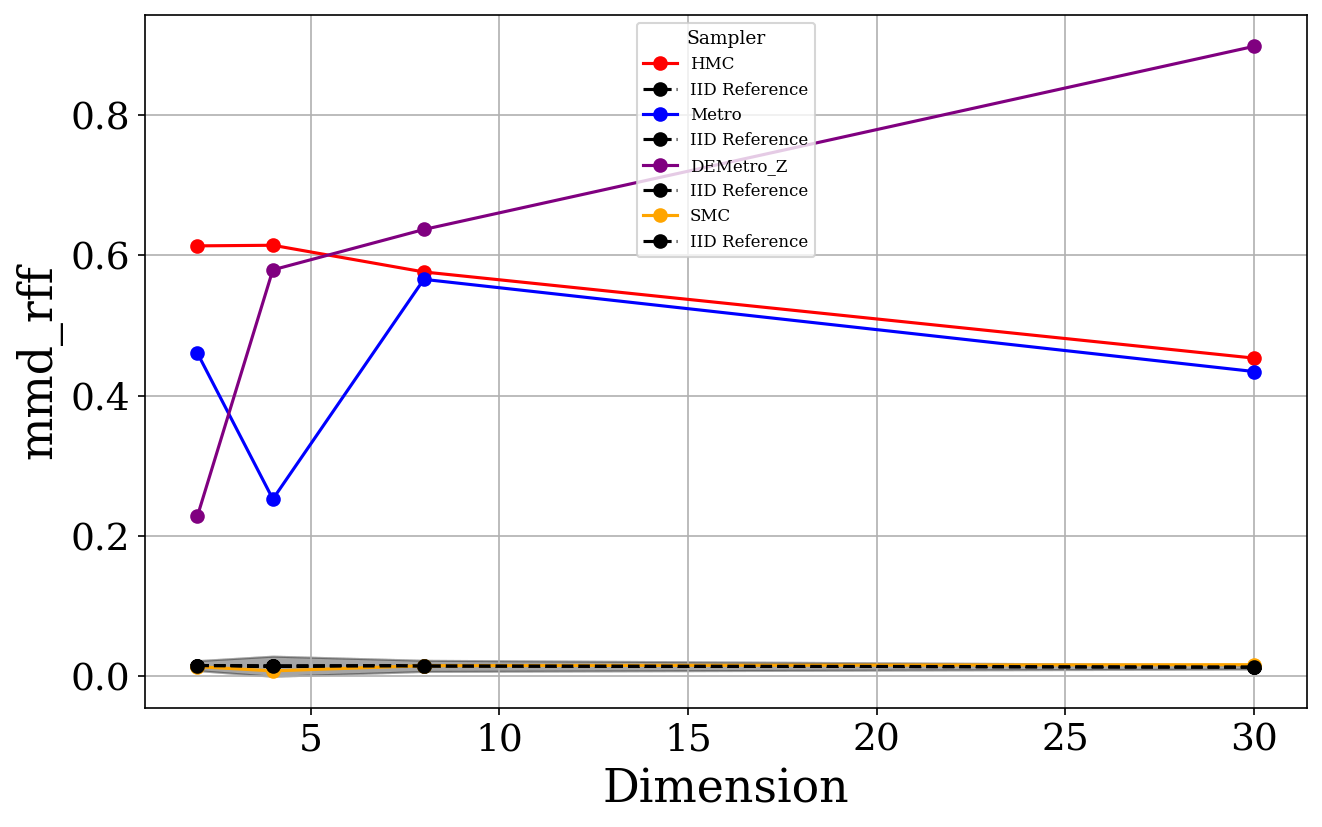 Sampler
HMC
IID Reference
Metro
IID Reference
DEMetro_Z
IID Reference
SMC
IID Reference
mmd_rff
0.8
0.6
0.4
0.2
0.0
5 10 15 20 25 30
Dimension